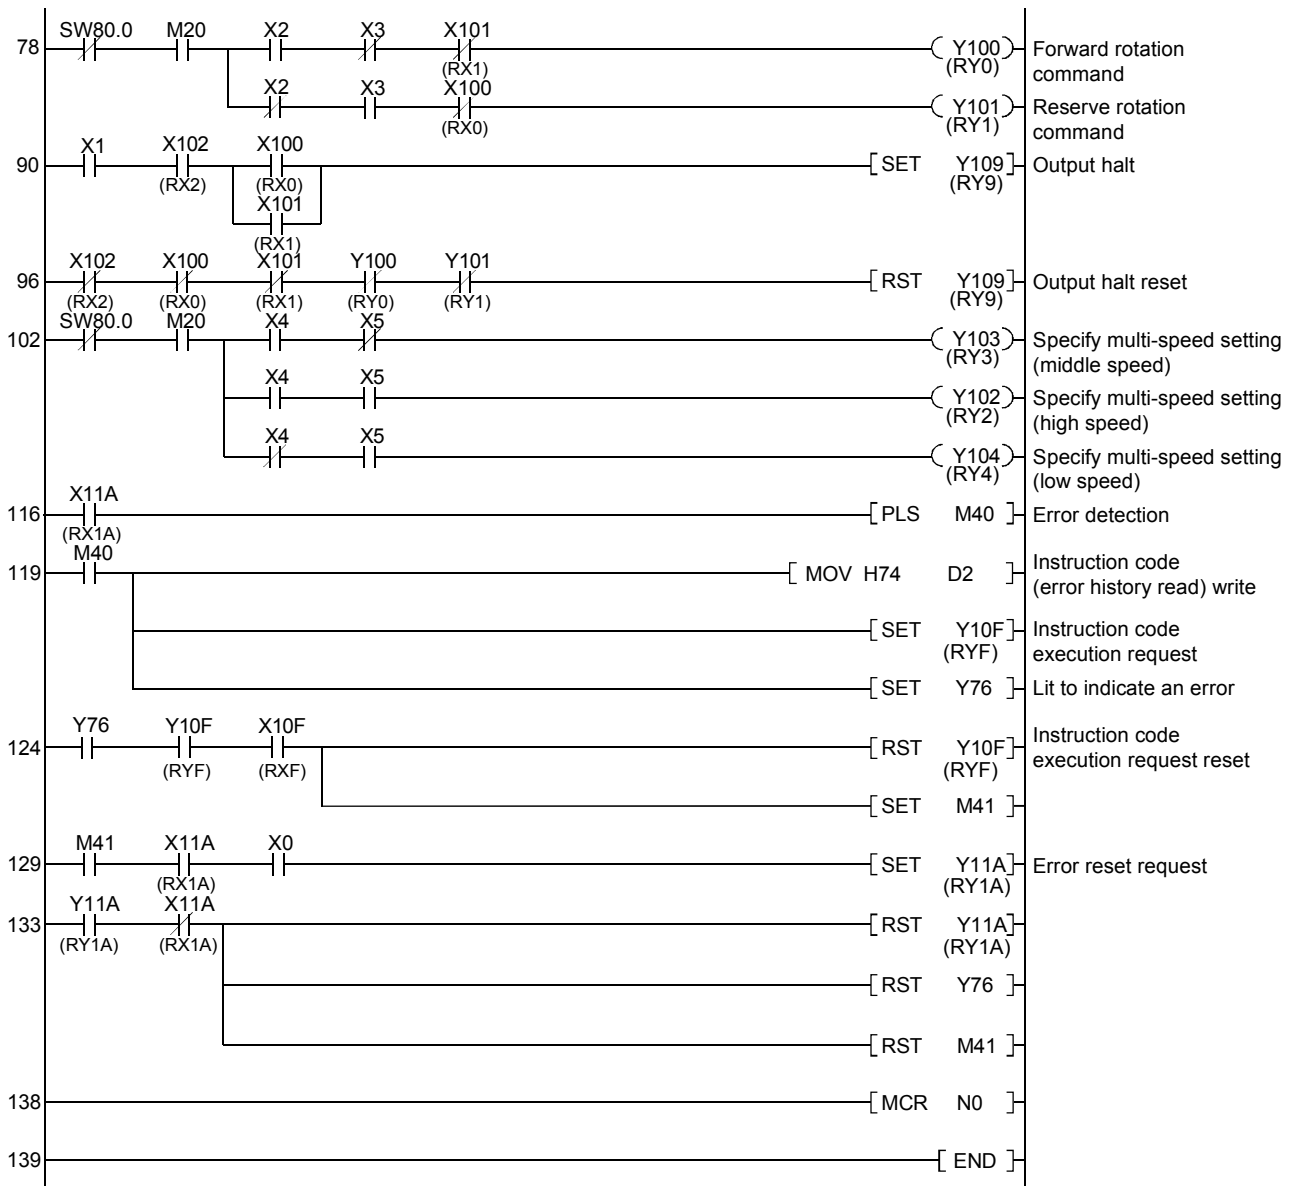 SW80.0 M20 X2 X3 X101
78 Y100 Forward rotation
(RX1) (RY0) command
X2 X3 X100
Y101 Reserve rotation
(RX0) (RY1) command
X1 X102 X100
90 SET Y109 Output halt
(RX2) (RX0) (RY9)
X101
(RX1)
X102 X100 X101 Y100 Y101
96 RST Y109 Output halt reset
(RX2) (RX0) (RX1) (RY0) (RY1) (RY9)
SW80.0 M20 X4 X5
102 Y103 Specify multi-speed setting
(RY3) (middle speed)
X4 X5
Y102 Specify multi-speed setting
(RY2) (high speed)
X4 X5
Y104 Specify multi-speed setting
(RY4) (low speed)
X11A
116 PLS M40 Error detection
(RX1A)
M40 Instruction code
119 MOV H74 D2
(error history read) write
SET Y10F Instruction code
(RYF) execution request
SET Y76 Lit to indicate an error
Y76 Y10F X10F Instruction code
124 RST Y10F
(RYF) (RXF) (RYF) execution request reset
SET M41
M41 X11A X0
129 SET Y11A Error reset request
(RX1A) (RY1A)
Y11A X11A
133 RST Y11A
(RY1A) (RX1A) (RY1A)
RST Y76
RST M41
138 MCR N0
139 END